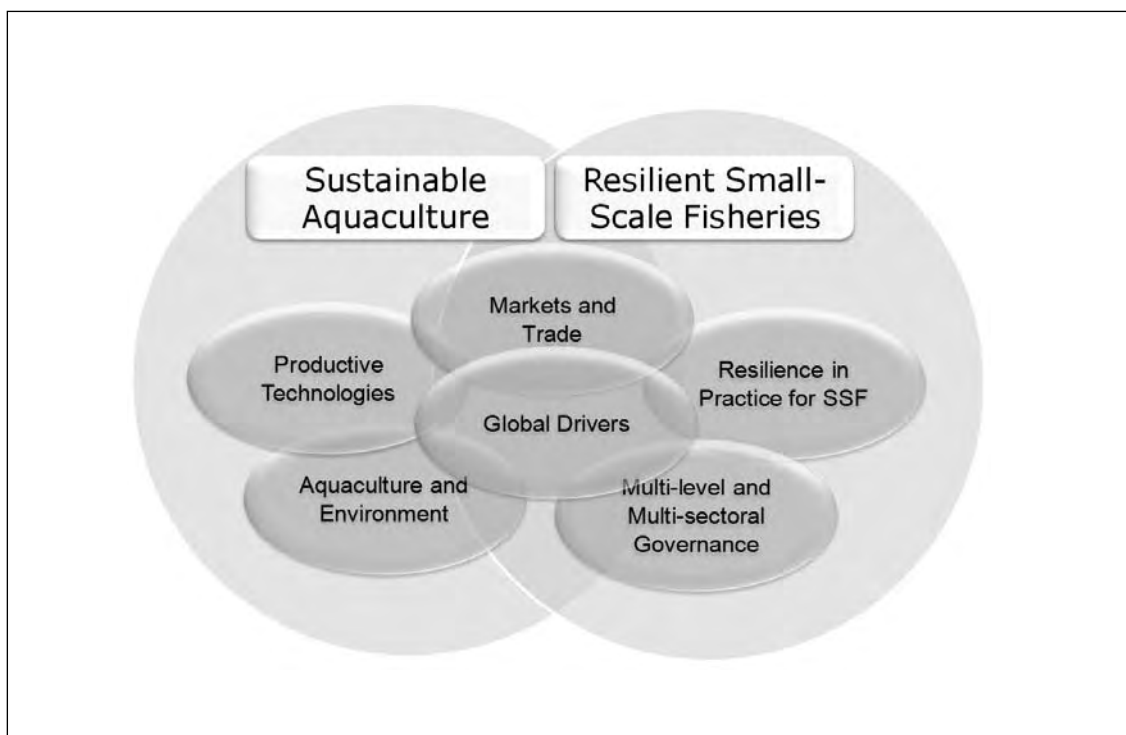 Sustainable
Aquaculture
Resilient Small-
Scale Fisheries
Markets and
Trade
Productive
Technologies
Resilience in
Practice for SSF
Global Drivers
Aquaculture and
Environment
Multi-level and
Multi-sectoral
Governance